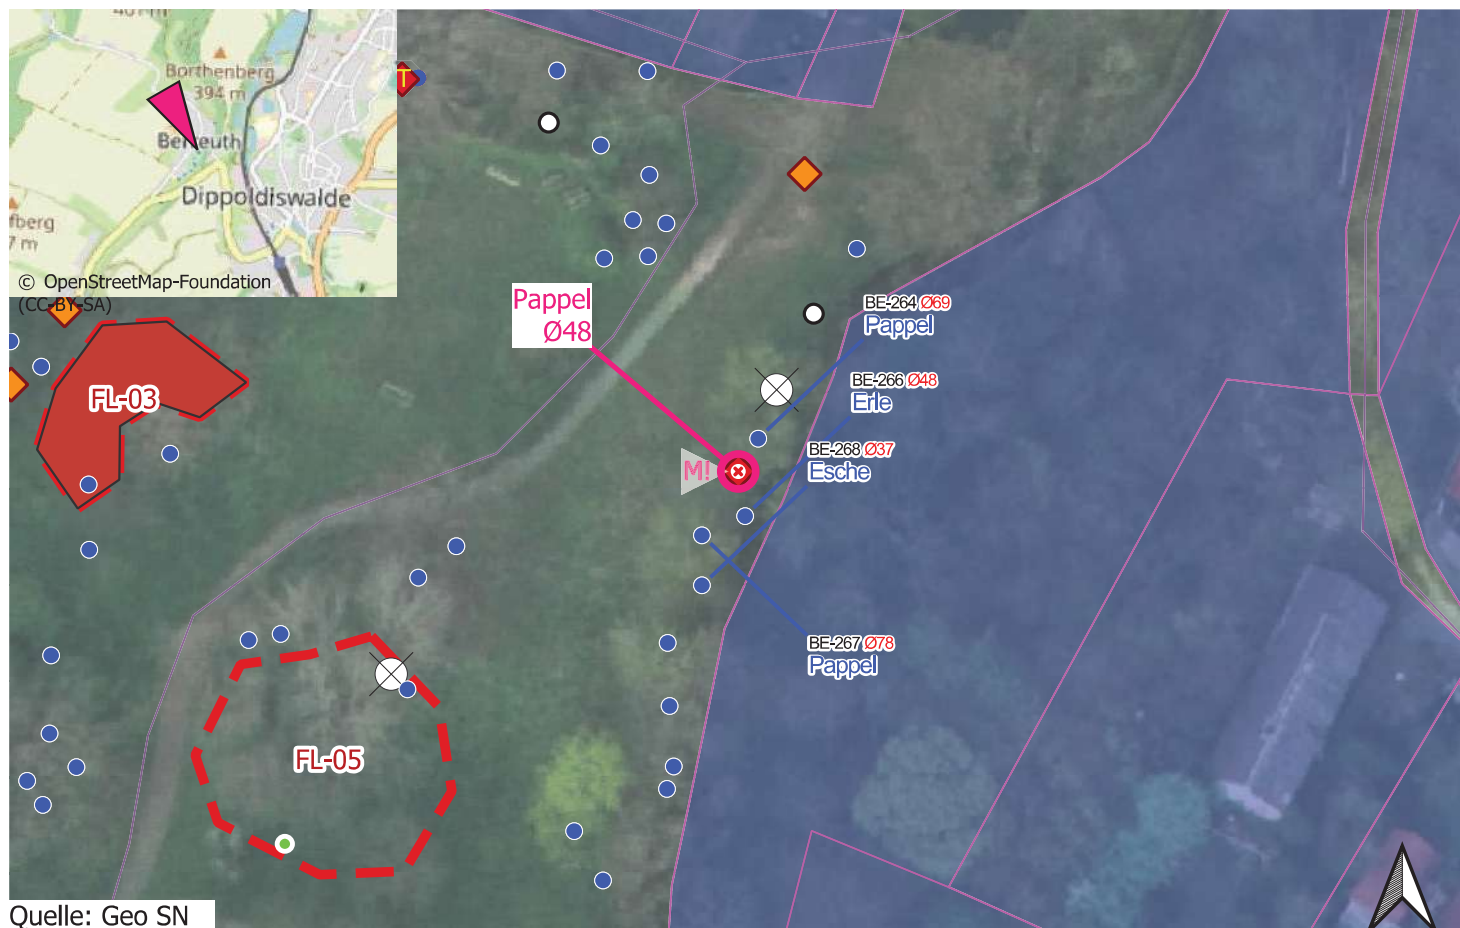 Borthenberg
394 m
Berreuth
Dippoldiswalde
fberg
7 m
© OpenStreetMap-Foundation
(CC-BY-SA)
T
Pappel
Ø48
BE-264 Ø69
Pappel
BE-266 Ø48
Erle
BE-268 Ø37
Esche
M!
FL-03
BE-267 Ø78
Pappel
FL-05
Quelle: Geo SN